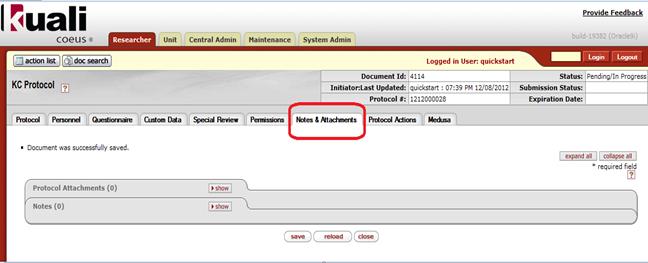 kuali
coeus
Provide Feedback
build-19382 (Oracle9i)
Researcher Unit Central Admin Maintenance System Admin
action list doc search Logged in User: quickstart Login Logout
KC Protocol ?
Document Id: 4114 Status: Pending/In Progress
Initiator:Last Updated: quickstart : 07:39 PM 12/08/2012 Submission Status:
Protocol #: 1212000028 Expiration Date:
Protocol Personnel Questionnaire Custom Data Special Review Permissions Notes & Attachments Protocol Actions Medusa
Document was successfully saved.
expand all collapse all
* required field
?
Protocol Attachments (0) show
Notes (0) show
save reload close